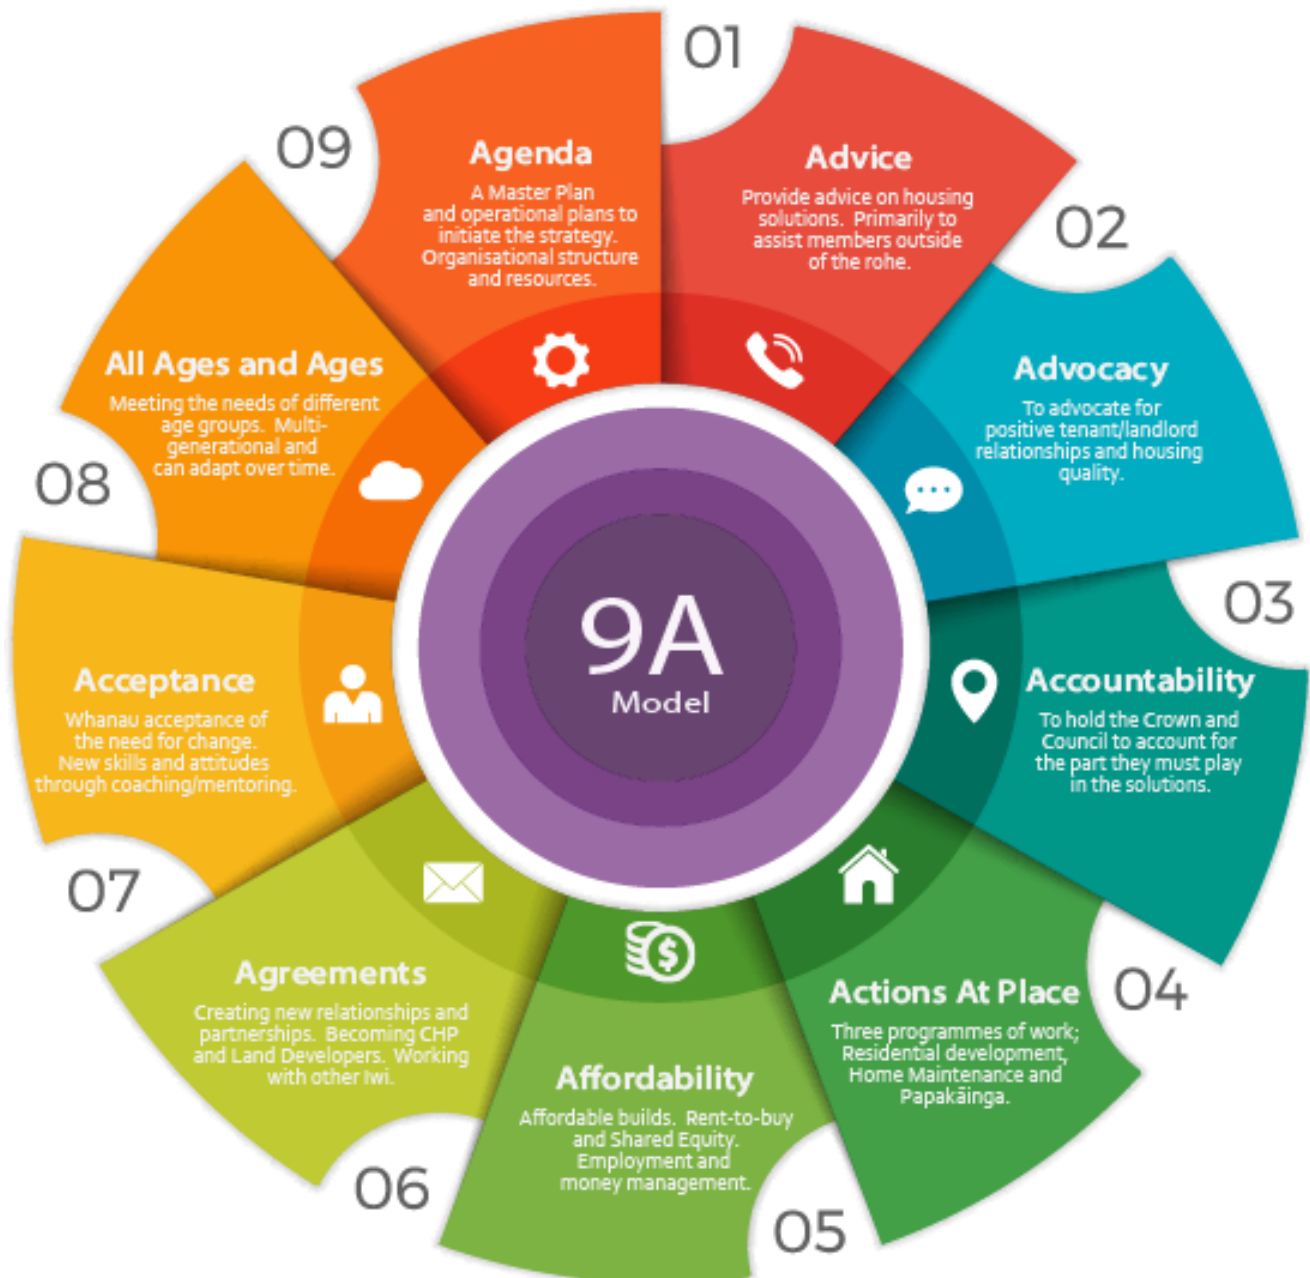 9A
Model
01
Advice
Provide advice on housing
solutions. Primarily to
assist members outside
of the rohe.
02
Advocacy
To advocate for
positive tenant/landlord
relationships and housing
quality.
03
Accountability
To hold the Crown and
Council to account for
the part they must play
in the solutions.
04
Actions At Place
Three programmes of work;
Residential development,
Home Maintenance and
Papakāinga.
05
Affordability
Affordable builds. Rent-to-buy
and Shared Equity.
Employment and
money management.
06
Agreements
Creating new relationships and
partnerships. Becoming CHP
and Land Developers. Working
with other Iwi.
07
Acceptance
Whanau acceptance of
the need for change.
New skills and attitudes
through coaching/mentoring.
08
All Ages and Ages
Meeting the needs of different
age groups. Multi-
generational and
can adapt over time.
09
Agenda
A Master Plan
and operational plans to
initiate the strategy.
Organisational structure
and resources.
$